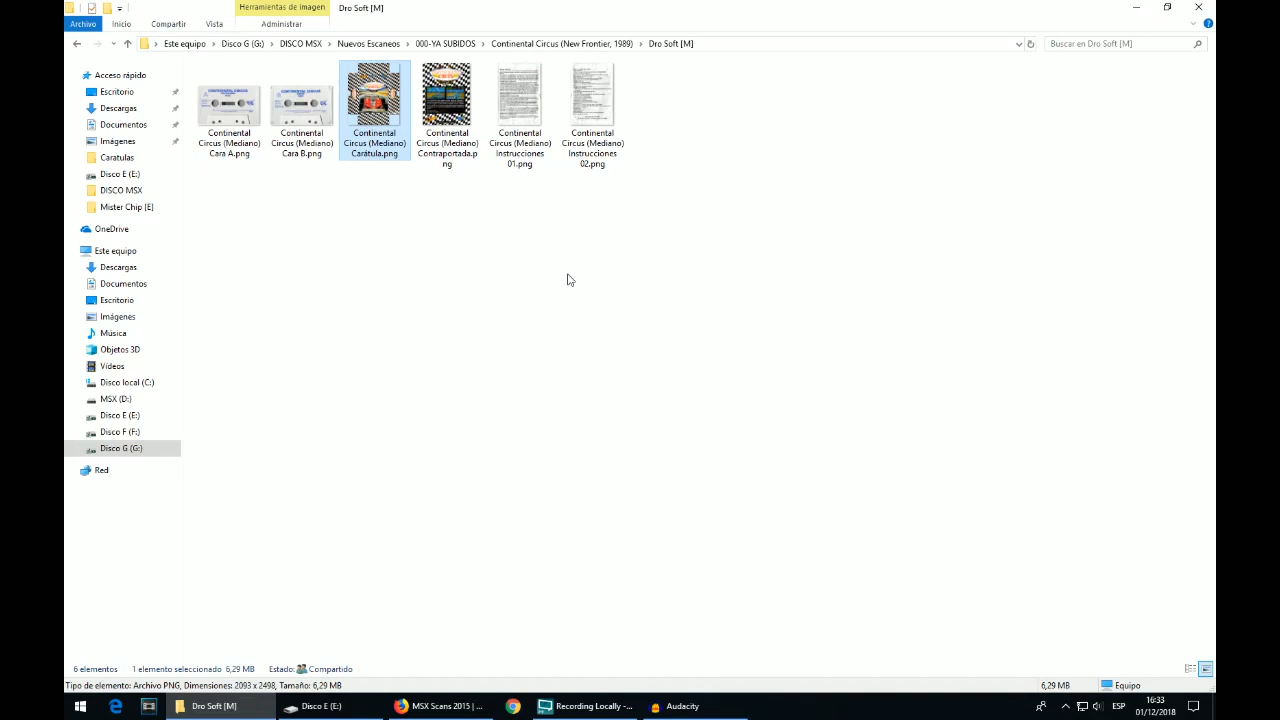 Herramientas de imagen
Dro Soft [M]
Archivo
Inicio
Compartir
Vista
Administrar
Este equipo › Disco G (G:) › DISCO MSX › Nuevos Escaneos › 000-YA SUBIDOS › Continental Circus (New Frontier, 1989) › Dro Soft [M]
Buscar en Dro Soft [M]
Acceso rápido
Escritorio
Descargas
Documentos
Imágenes
Caratulas
Disco E (E:)
DISCO MSX
Mister Chip [E]
OneDrive
Este equipo
Descargas
Documentos
Escritorio
Imágenes
Música
Objetos 3D
Vídeos
Disco local (C:)
MSX (D:)
Disco E (E:)
Disco F (F:)
Disco G (G:)
Red
Continental
Circus (Mediano)
Cara A.png
Continental
Circus (Mediano)
Cara B.png
Continental
Circus (Mediano)
Carátula.png
Continental
Circus (Mediano)
Contraportada.p
ng
Continental
Circus (Mediano)
Instrucciones
01.png
Continental
Circus (Mediano)
Instrucciones
02.png
6 elementos
1 elemento seleccionado 6,29 MB
Estado: Compartido
Tipo de elemento: Archivo PNG, Dimensiones: 2093 x 2498, Tamaño: 6,29 MB
6,29 MB
Equipo
Dro Soft [M]
Disco E (E:)
MSX Scans 2015 | ...
Recording Locally -...
Audacity
ESP
16:33
01/12/2018